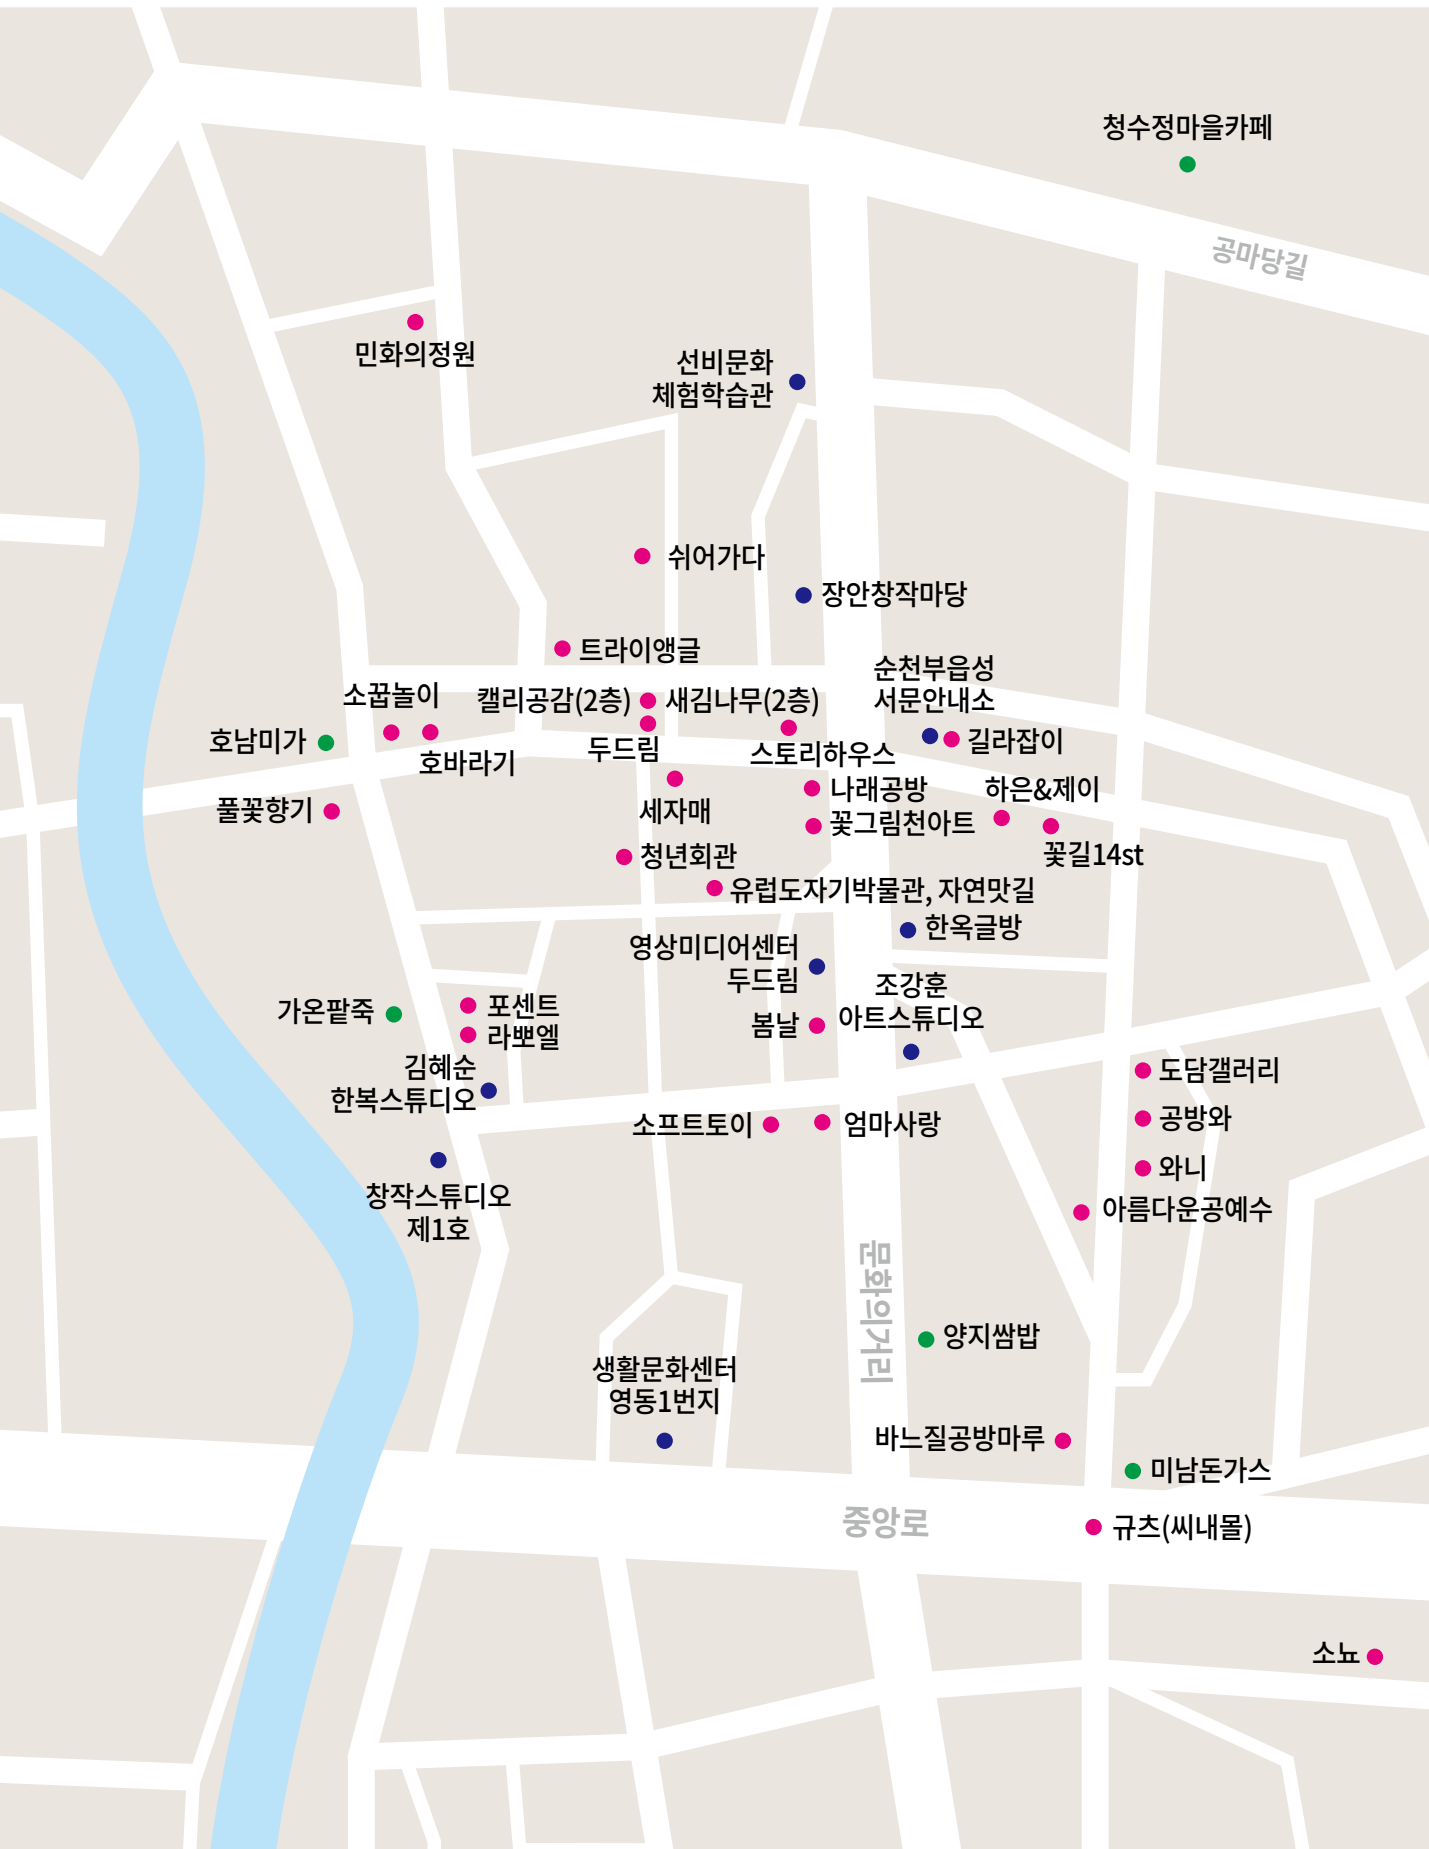 청수정마을카페
공마당길
민화의정원
선비문화
체험학습관
쉬어가다
장안창작마당
트라이앵글
순천부읍성
서문안내소
소꿉놀이
캘리공감(2층)
새김나무(2층)
호남미가
호바라기
두드림
스토리하우스
길라잡이
풀꽃향기
세자매
나래공방
하은&제이
꽃그림천아트
청년회관
꽃길14st
유럽도자기박물관, 자연맛길
한옥글방
영상미디어센터
두드림
조강훈
아트스튜디오
가온팥죽
포센트
라뽀엘
봄날
김혜순
한복스튜디오
도담갤러리
소프트토이
엄마사랑
공방와
와니
창작스튜디오
제1호
아름다운공예수
문화의거리
양지쌈밥
생활문화센터
영동1번지
바느질공방마루
미남돈가스
중앙로
규츠(씨내몰)
소뇨